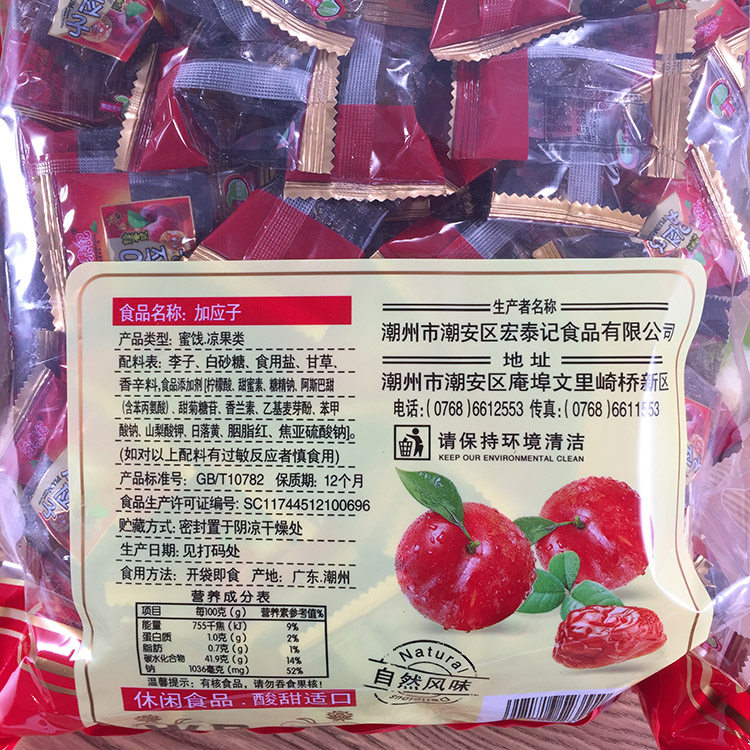 食品名称：加应子
产品类型：蜜饯.凉果类
配料表：李子、白砂糖、食用盐、甘草、
香辛料，食品添加剂[柠檬酸、甜蜜素、糖精钠、阿斯巴甜
(含苯丙氨酸)、甜菊糖苷、香兰素、乙基麦芽酚、苯甲
酸钠、山梨酸钾、日落黄、胭脂红、焦亚硫酸钠]。
(如对以上配料有过敏反应者慎食用)
产品标准号：GB/T10782 保质期：12个月
食品生产许可证编号：SC11744512100696
贮藏方式：密封置于阴凉干燥处
生产日期：见打码处
食用方法：开袋即食 产地：广东.潮州
营养成分表
项目 每100克(g) 营养素参考值%
能量 755千焦(kJ) 9%
蛋白质 1.0克(g) 2%
脂肪 0.7克(g) 1%
碳水化合物 41.9克(g) 14%
钠 1036毫克(mg) 52%
温馨提示：有核食品，请勿吞食果核！
休闲食品·酸甜适口
生产者名称
潮州市潮安区宏泰记食品有限公司
地址
潮州市潮安区庵埠文里崎桥新区
电话：(0768)6612553 传真：(0768)6611553
请保持环境清洁
KEEP OUR ENVIRONMENTAL CLEAN
Natural
自然风味
Delicious